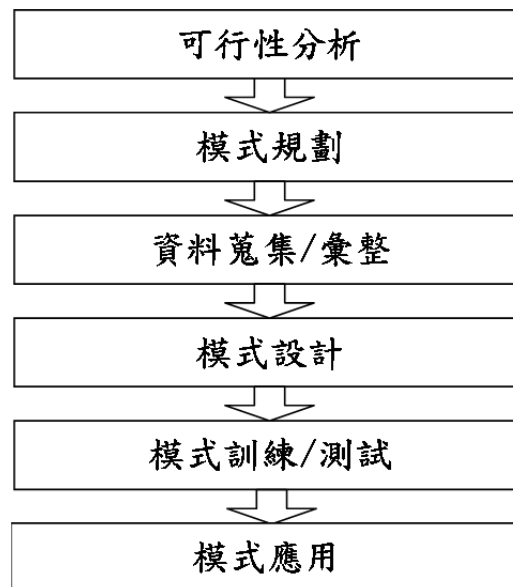 可行性分析
模式規劃
資料蒐集/彙整
模式設計
模式訓練/測試
模式應用